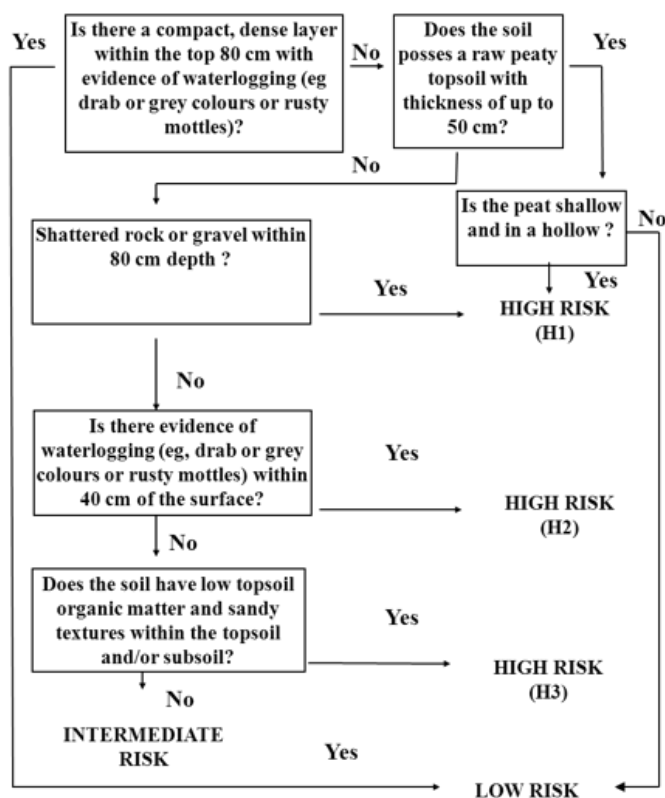 Yes
Is there a compact, dense layer
within the top 80 cm with
evidence of waterlogging (eg
drab or grey colours or rusty
mottles)?
No
Does the soil
posses a raw peaty
topsoil with
thickness of up to
50 cm?
Yes
No
Is the peat shallow
and in a hollow ?
No
Yes
Shattered rock or gravel within
80 cm depth ?
Yes
HIGH RISK
(H1)
No
Is there evidence of
waterlogging (eg, drab or grey
colours or rusty mottles) within
40 cm of the surface?
Yes
HIGH RISK
(H2)
No
Does the soil have low topsoil
organic matter and sandy
textures within the topsoil
and/or subsoil?
Yes
HIGH RISK
(H3)
No
INTERMEDIATE
RISK
Yes
LOW RISK